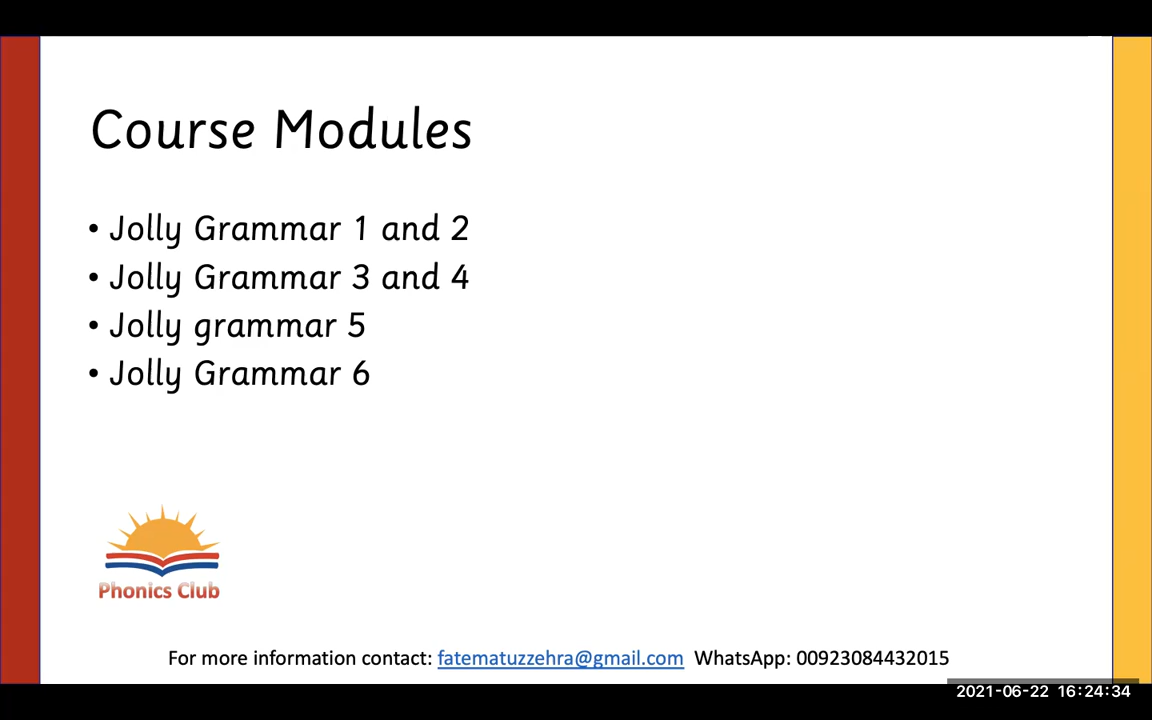 Course Modules
• Jolly Grammar 1 and 2
• Jolly Grammar 3 and 4
• Jolly grammar 5
• Jolly Grammar 6
Phonics Club
For more information contact: fatematuzzehra@gmail.com WhatsApp: 00923084432015
2021-06-22 16:24:34